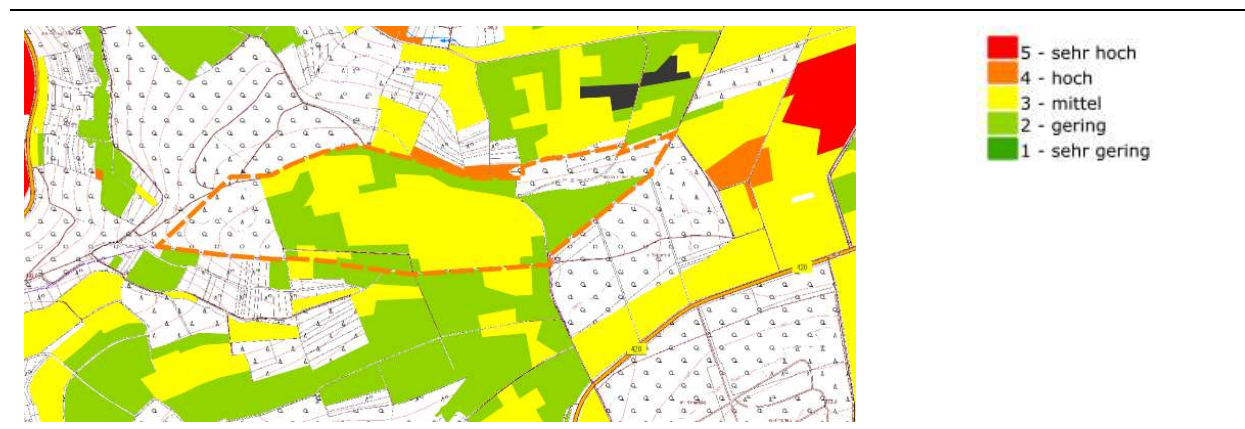 5 - sehr hoch
4 - hoch
3 - mittel
2 - gering
1 - sehr gering
420
420